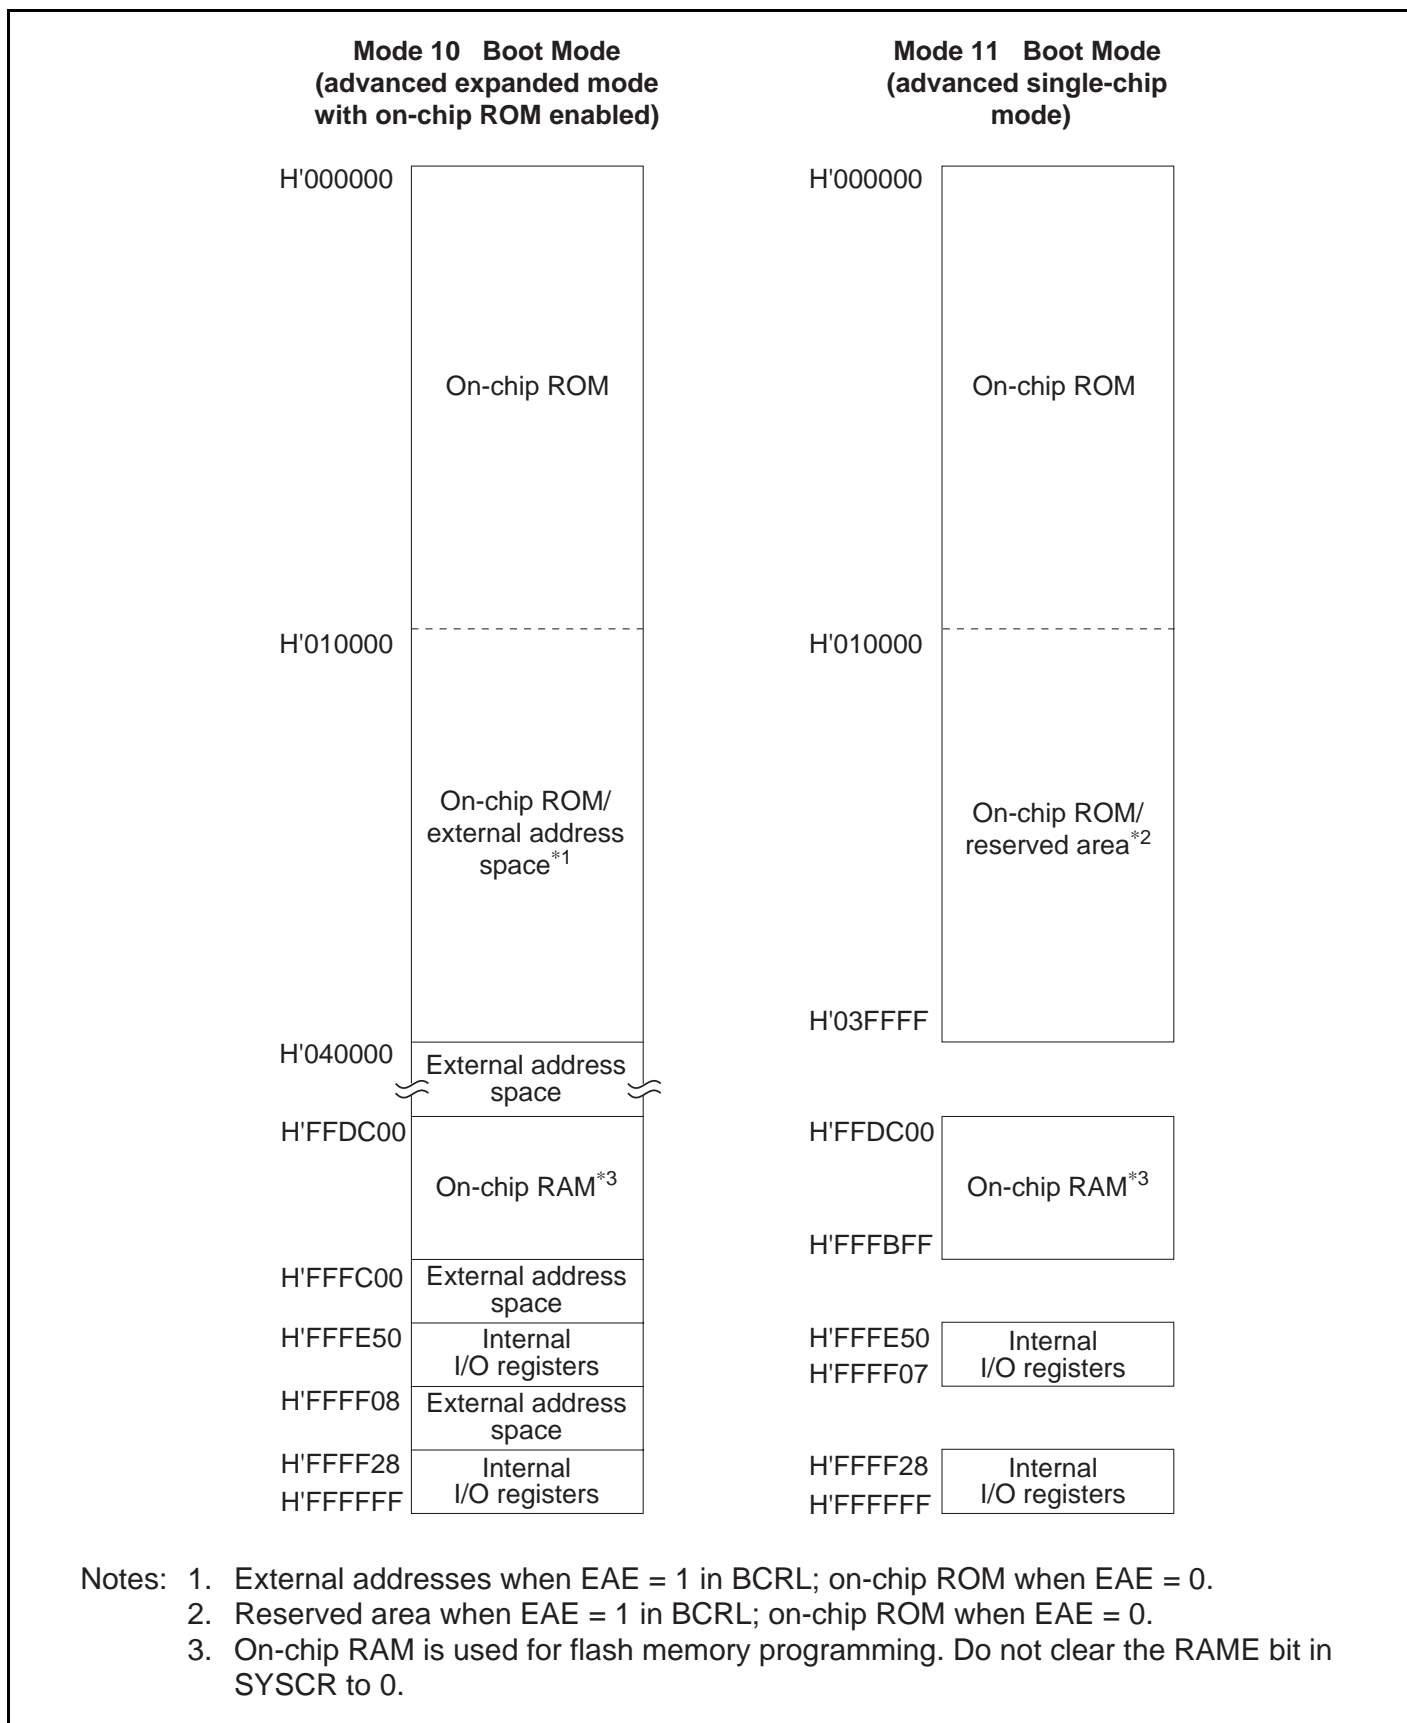 Mode 10   Boot Mode
(advanced expanded mode
with on-chip ROM enabled)
H'000000
On-chip ROM
H'010000
On-chip ROM/
external address
space*1
H'040000
External address
space
H'FFDC00
On-chip RAM*3
H'FFFC00
External address
space
H'FFFE50
Internal
I/O registers
H'FFFF08
External address
space
H'FFFF28
Internal
I/O registers
H'FFFFFF
Mode 11   Boot Mode
(advanced single-chip
mode)
H'000000
On-chip ROM
H'010000
On-chip ROM/
reserved area*2
H'03FFFF
H'FFDC00
On-chip RAM*3
H'FFFBFF
H'FFFE50
Internal
I/O registers
H'FFFF07
H'FFFF28
Internal
I/O registers
H'FFFFFF
Notes: 1. External addresses when EAE = 1 in BCRL; on-chip ROM when EAE = 0.
2. Reserved area when EAE = 1 in BCRL; on-chip ROM when EAE = 0.
3. On-chip RAM is used for flash memory programming. Do not clear the RAME bit in
SYSCR to 0.